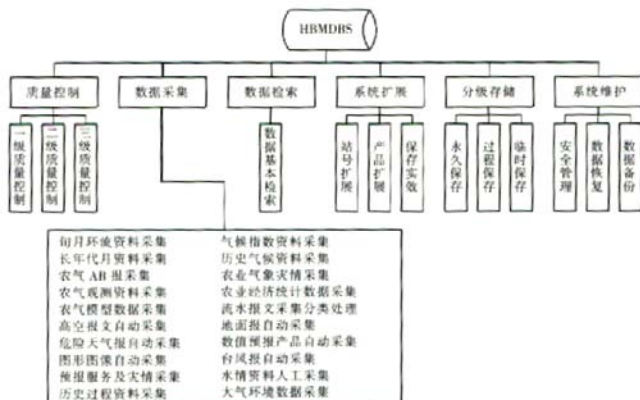 HBMDBS
质量控制
数据采集
数据检索
系统扩展
分级存储
系统维护
一级质量控制
二级质量控制
三级质量控制
数据基本检索
站号扩展
产品扩展
保存实效
永久保存
过程保存
临时保存
安全管理
数据恢复
数据备份
旬月环流资料采集
气候指数资料采集
长年代月资料采集
历史气候资料采集
农气AB报采集
农业气象灾情采集
农气观测资料采集
农业经济统计数据采集
农气模型数据采集
流水报文采集分类处理
高空报文自动采集
地面报自动采集
危险天气报自动采集
数值预报产品自动采集
图形图像自动采集
台风报自动采集
预报服务及灾情采集
水情资料人工采集
历史过程资料采集
大气环境数据采集